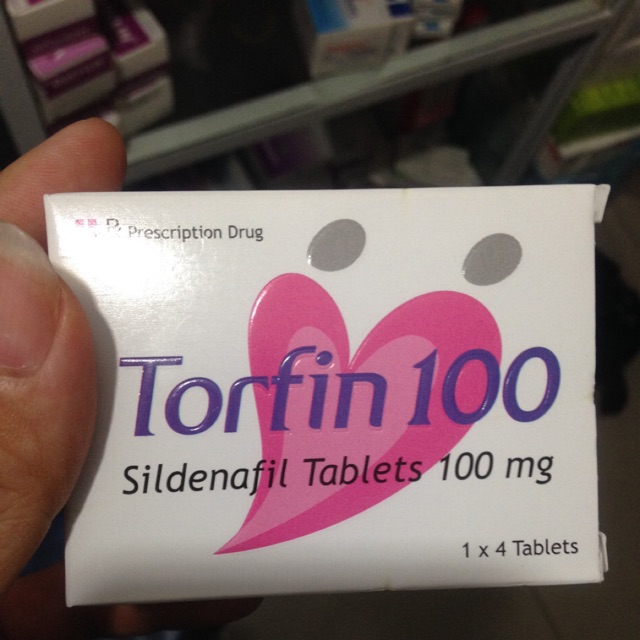 ℞ Prescription Drug
Torfin 100
Sildenafil Tablets 100 mg
1 x 4 Tablets